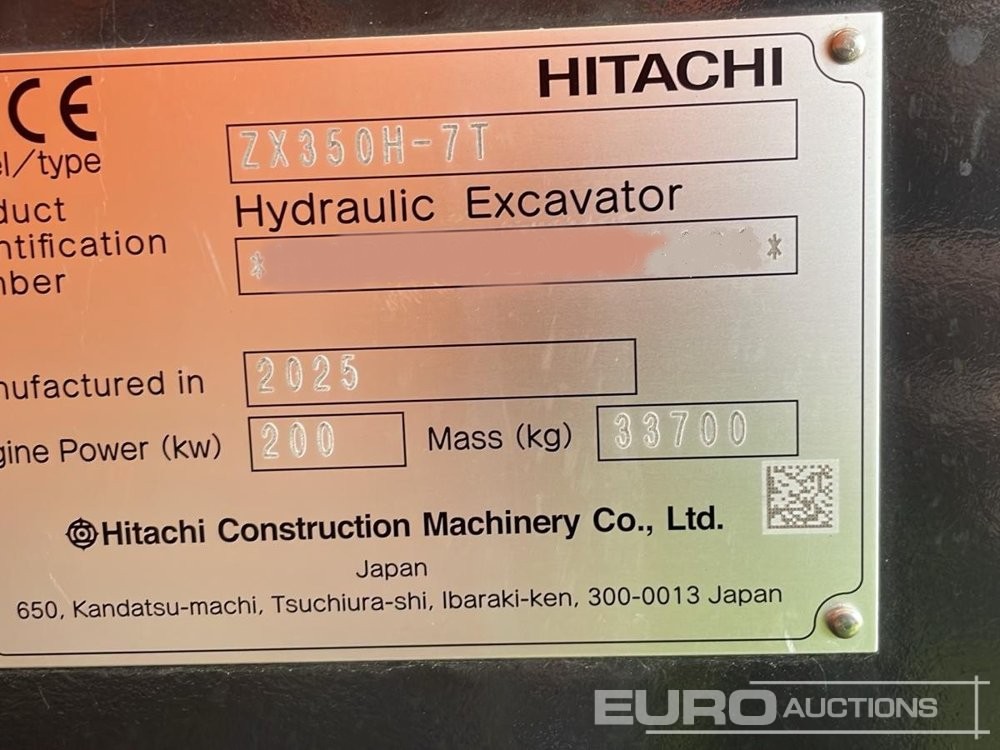 HITACHI
CE
el/type ZX350H-7T
duct Hydraulic Excavator
ntification
nber * *
nufactured in 2025
gine Power (kw) 200 Mass (kg) 33700
Hitachi Construction Machinery Co., Ltd.
Japan
650, Kandatsu-machi, Tsuchiura-shi, Ibaraki-ken, 300-0013 Japan
EURO AUCTIONS